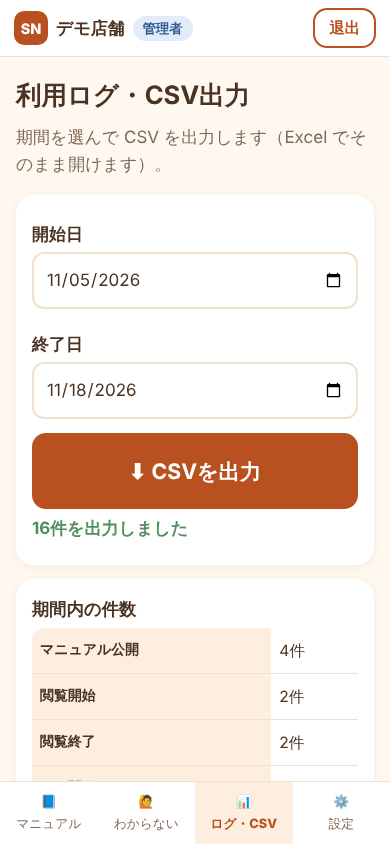 SN デモ店舗 管理者 退出
利用ログ・CSV出力
期間を選んで CSV を出力します（Excel でそ
のまま開けます）。
開始日
11/05/2026
終了日
11/18/2026
⬇ CSVを出力
16件を出力しました
期間内の件数
マニュアル公開 4件
閲覧開始 2件
閲覧終了 2件
マニュアル わからない ログ・CSV 設定